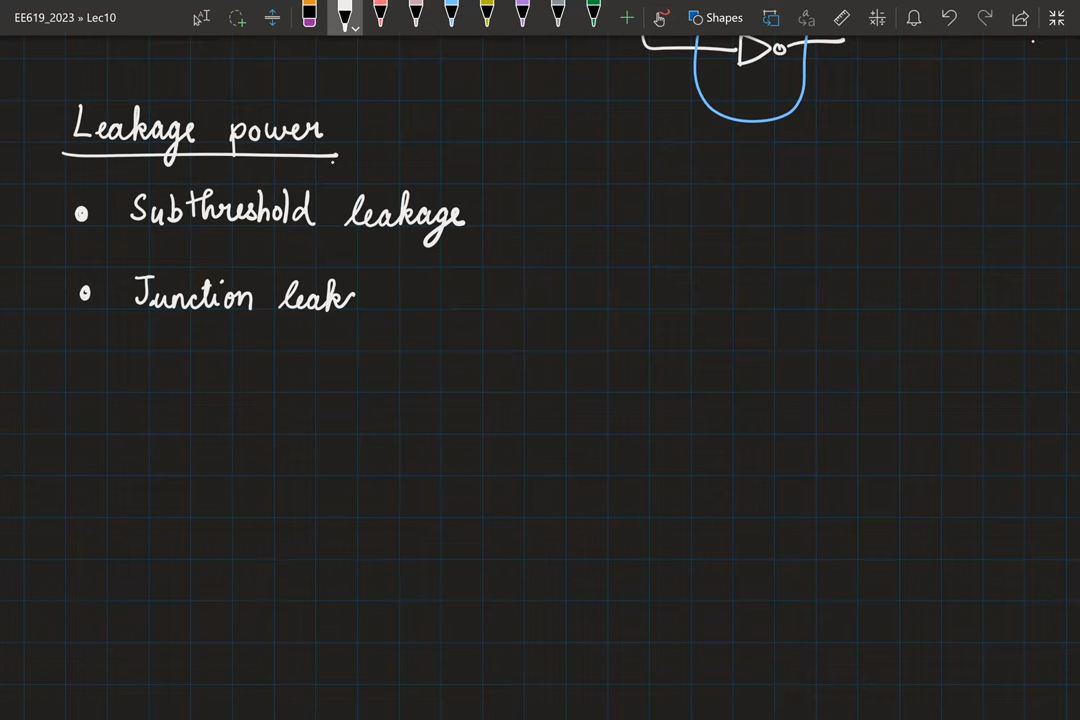 EE619_2023 » Lec10
Shapes
Leakage power
Subthreshold leakage
Junction leak